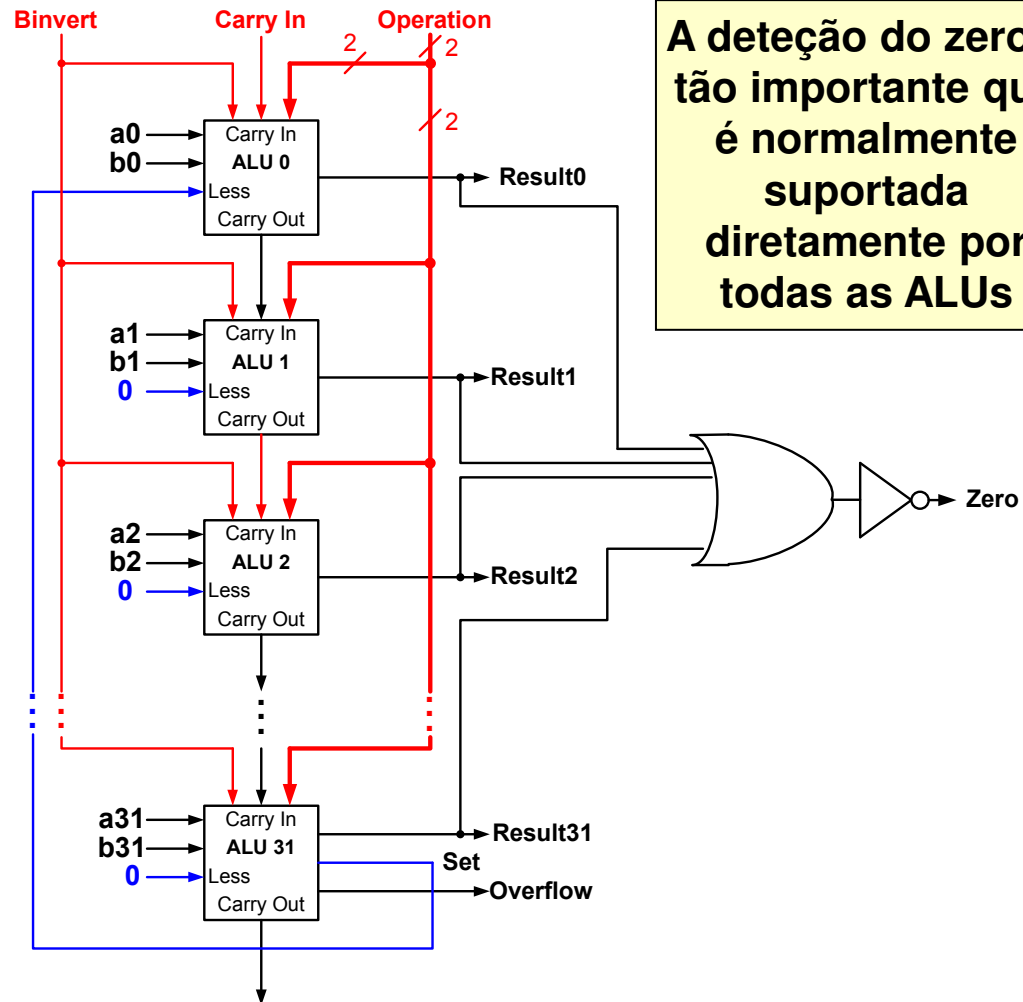 Binvert Carry In Operation
2 2
2
A deteção do zero
tão importante qu
é normalmente
suportada
diretamente por
todas as ALUs
a0
b0
Carry In
ALU 0
Less
Carry Out
Result0
a1
b1
0
Carry In
ALU 1
Less
Carry Out
Result1
a2
b2
0
Carry In
ALU 2
Less
Carry Out
Result2
Zero
a31
b31
0
Carry In
ALU 31
Less
Carry Out
Result31
Set
Overflow